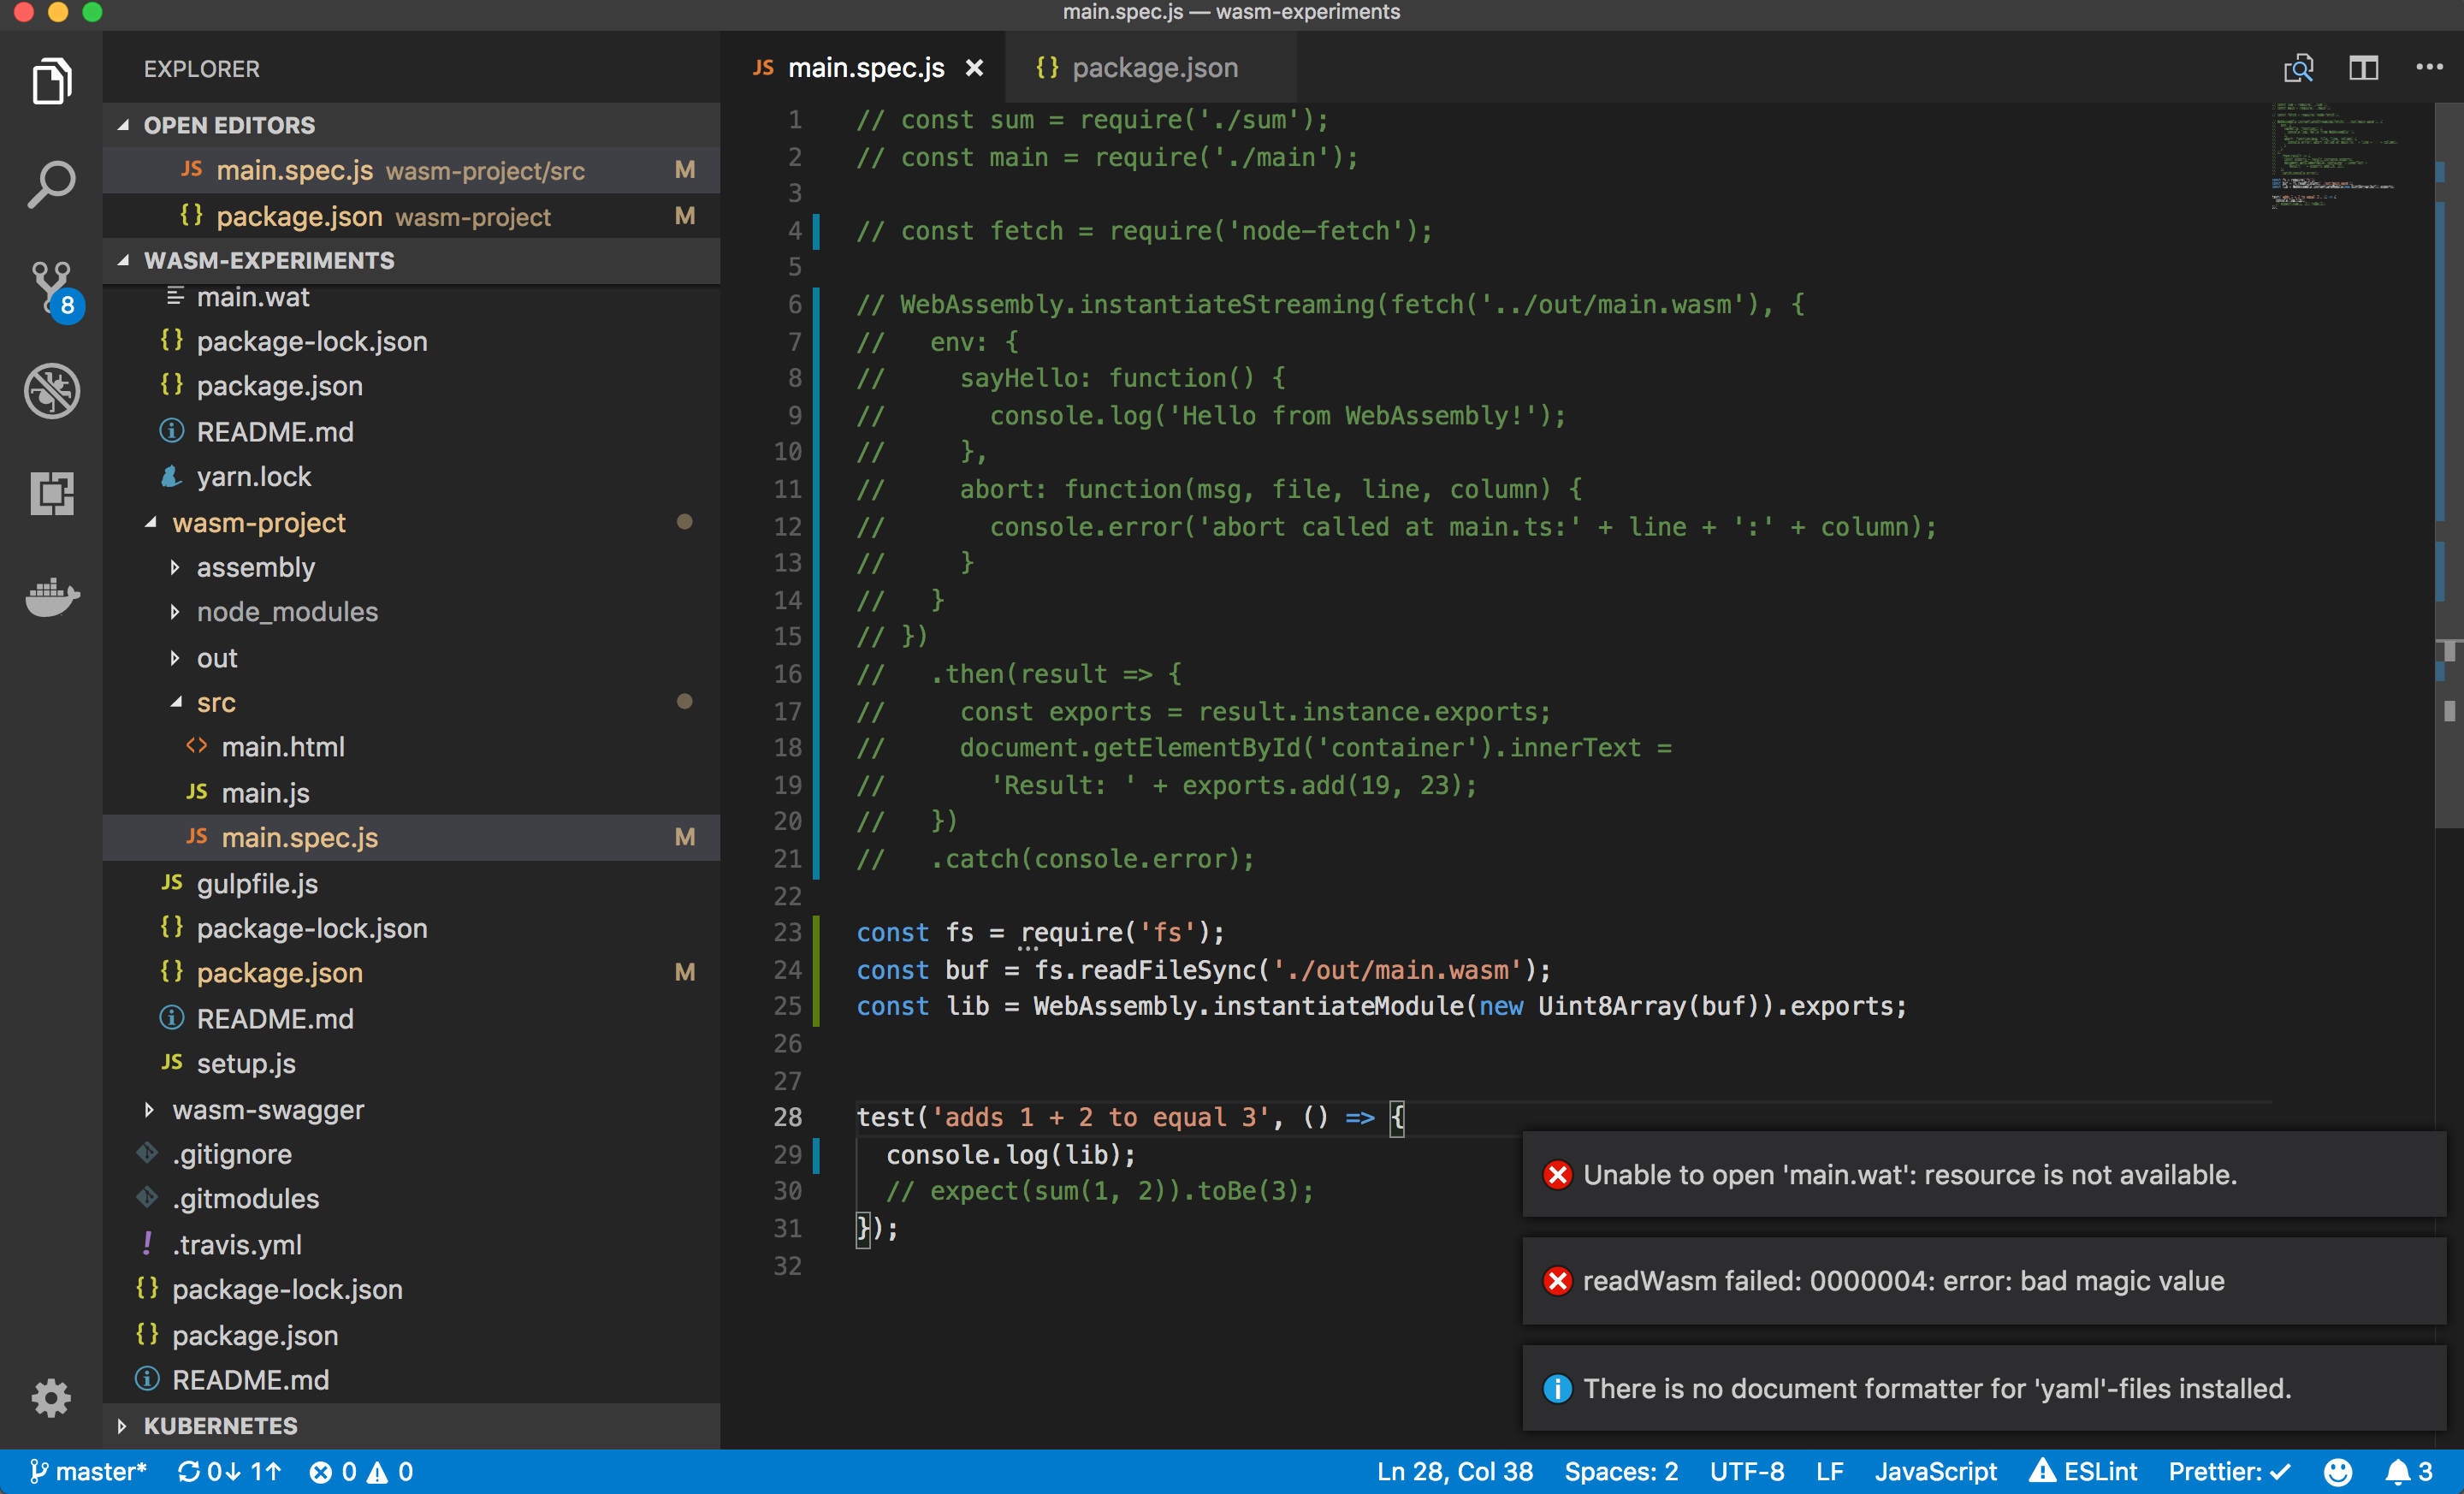 main.spec.js — wasm-experiments
EXPLORER
OPEN EDITORS
JS main.spec.js wasm-project/src M
{} package.json wasm-project M
WASM-EXPERIMENTS
main.wat
{} package-lock.json
{} package.json
README.md
yarn.lock
wasm-project
assembly
node_modules
out
src
<> main.html
JS main.js
JS main.spec.js M
JS gulpfile.js
{} package-lock.json
{} package.json M
README.md
JS setup.js
wasm-swagger
.gitignore
.gitmodules
! .travis.yml
{} package-lock.json
{} package.json
README.md
KUBERNETES
8
JS main.spec.js × {} package.json
1 // const sum = require('./sum');
2 // const main = require('./main');
3
4 // const fetch = require('node-fetch');
5
6 // WebAssembly.instantiateStreaming(fetch('../out/main.wasm'), {
7 //   env: {
8 //     sayHello: function() {
9 //       console.log('Hello from WebAssembly!');
10 //     },
11 //     abort: function(msg, file, line, column) {
12 //       console.error('abort called at main.ts:' + line + ':' + column);
13 //     }
14 //   }
15 // })
16 //   .then(result => {
17 //     const exports = result.instance.exports;
18 //     document.getElementById('container').innerText =
19 //       'Result: ' + exports.add(19, 23);
20 //   })
21 //   .catch(console.error);
22
23 const fs = require('fs');
24 const buf = fs.readFileSync('./out/main.wasm');
25 const lib = WebAssembly.instantiateModule(new Uint8Array(buf)).exports;
26
27
28 test('adds 1 + 2 to equal 3', () => {
29   console.log(lib);
30   // expect(sum(1, 2)).toBe(3);
31 });
32
Unable to open 'main.wat': resource is not available.
readWasm failed: 0000004: error: bad magic value
There is no document formatter for 'yaml'-files installed.
master* 0↓ 1↑ 0 0 Ln 28, Col 38 Spaces: 2 UTF-8 LF JavaScript ESLint Prettier: ✓ 3